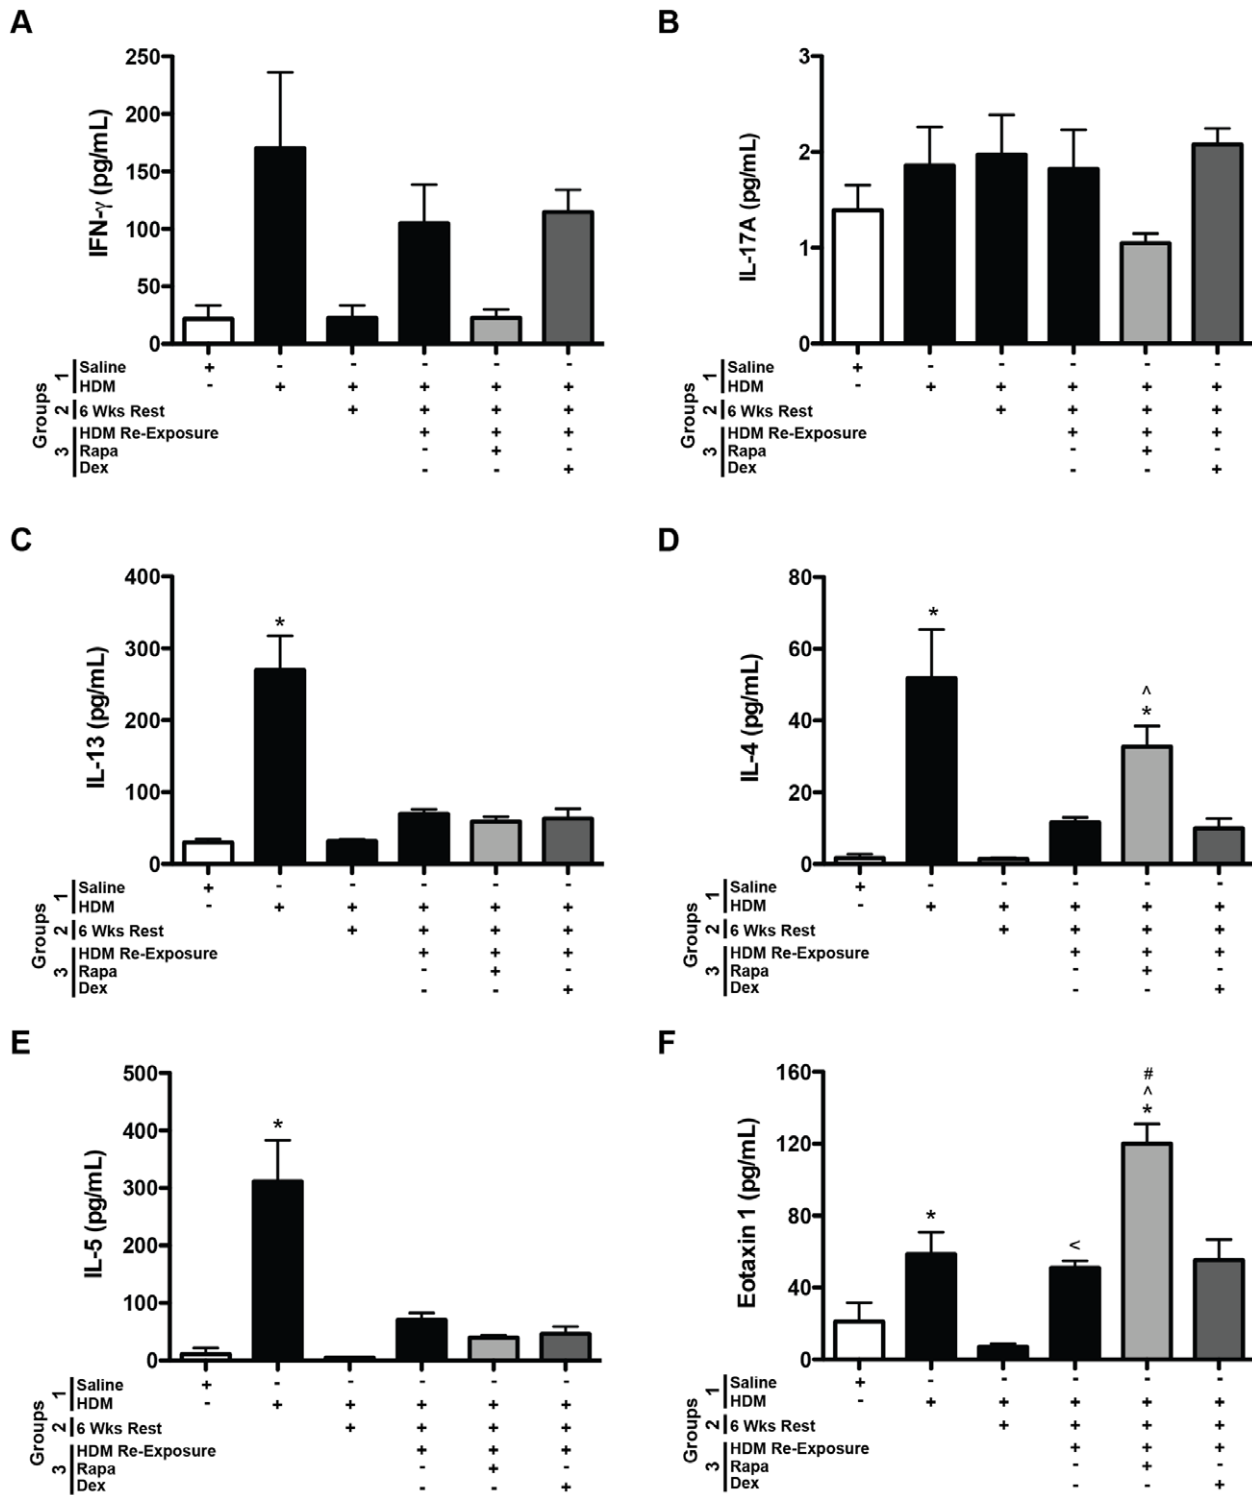 A
IFN-γ (pg/mL)
250
200
150
100
50
0
Groups
1
Saline + - - - - -
HDM - + + + + +
2
6 Wks Rest + + + +
3
HDM Re-Exposure + + +
Rapa - + -
Dex - - +
B
IL-17A (pg/mL)
3
2
1
0
Groups
1
Saline + - - - - -
HDM - + + + + +
2
6 Wks Rest + + + +
3
HDM Re-Exposure + + +
Rapa - + -
Dex - - +
C
IL-13 (pg/mL)
400
300
200
100
0
*
Groups
1
Saline + - - - - -
HDM - + + + + +
2
6 Wks Rest + + + +
3
HDM Re-Exposure + + +
Rapa - + -
Dex - - +
D
IL-4 (pg/mL)
80
60
40
20
0
*
^
*
Groups
1
Saline + - - - - -
HDM - + + + + +
2
6 Wks Rest + + + +
3
HDM Re-Exposure + + +
Rapa - + -
Dex - - +
E
IL-5 (pg/mL)
500
400
300
200
100
0
*
Groups
1
Saline + - - - - -
HDM - + + + + +
2
6 Wks Rest + + + +
3
HDM Re-Exposure + + +
Rapa - + -
Dex - - +
F
Eotaxin 1 (pg/mL)
160
120
80
40
0
*
<
#
^
*
Groups
1
Saline + - - - - -
HDM - + + + + +
2
6 Wks Rest + + + +
3
HDM Re-Exposure + + +
Rapa - + -
Dex - - +